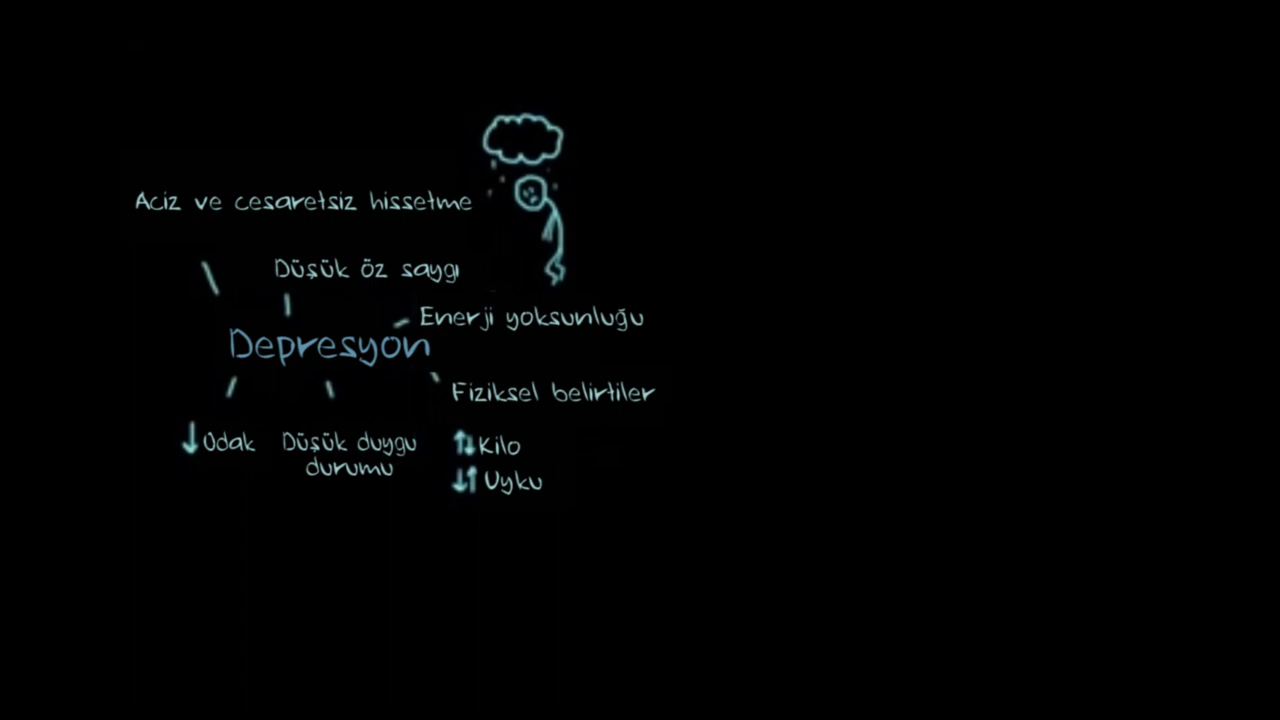 Aciz ve cesaretsiz hissetme
Düşük öz saygı
Enerji yoksunluğu
Depresyon
Fiziksel belirtiler
↓Odak
Düşük duygu
durumu
↑↓Kilo
↓↑Uyku